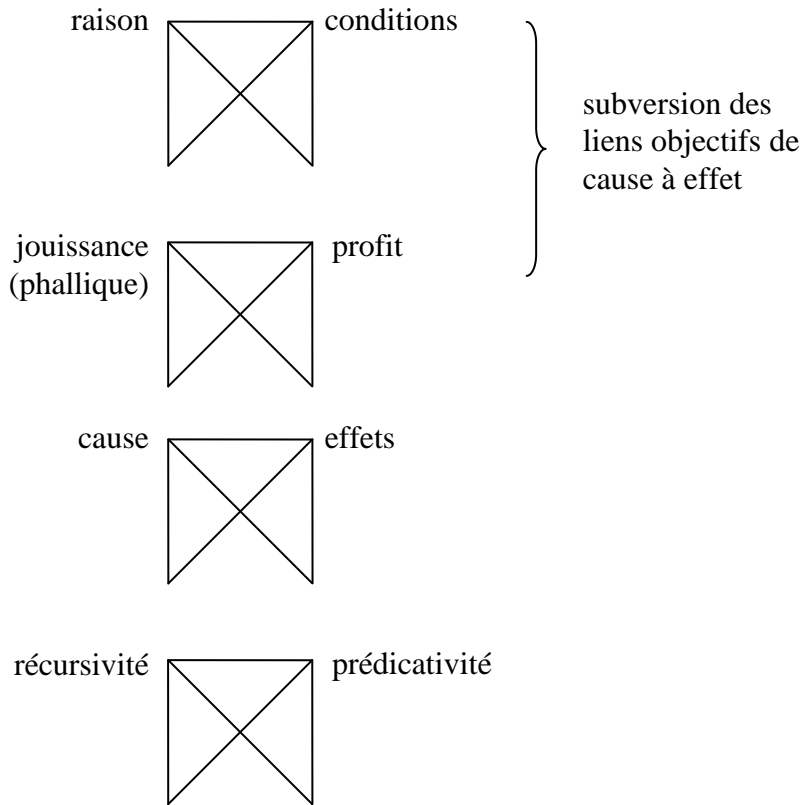 raison conditions
subversion des
liens objectifs de
cause à effet
jouissance profit
(phallique)
cause effets
récursivité prédicativité